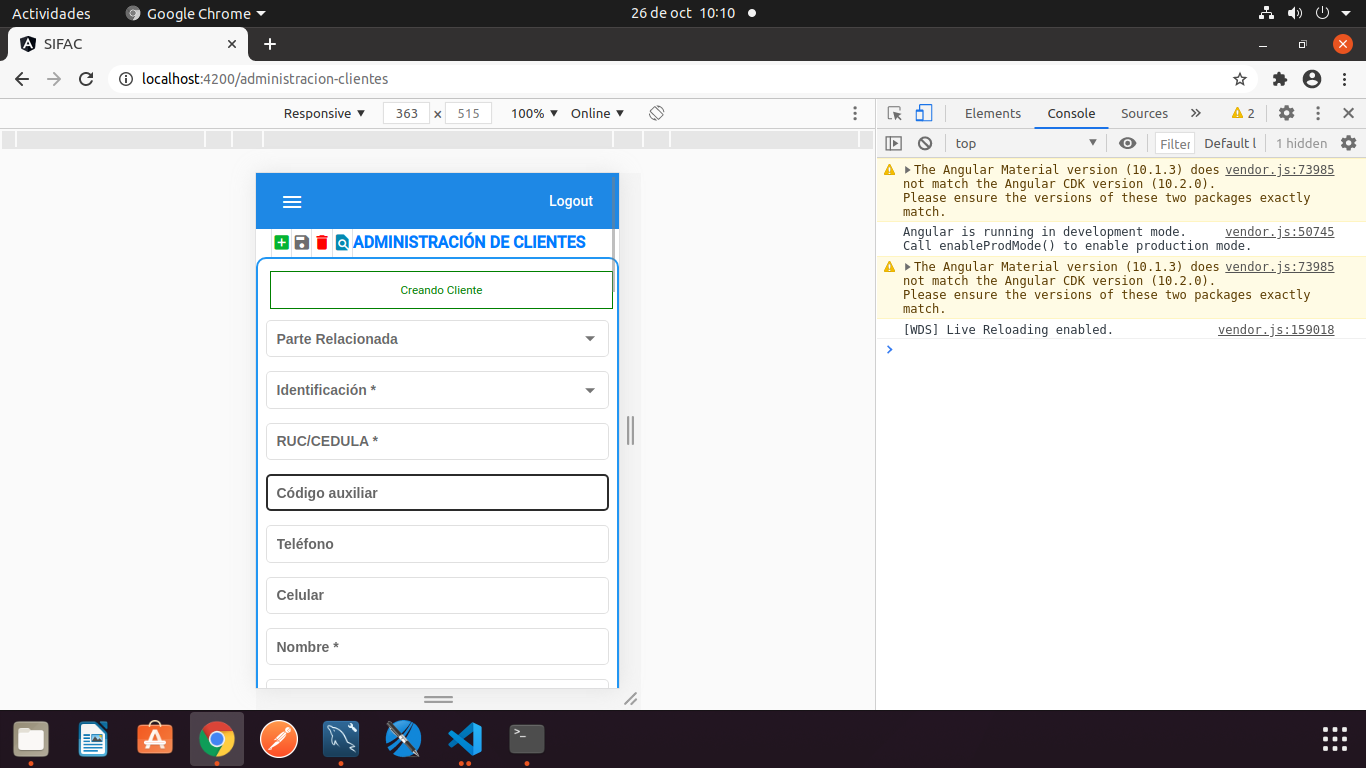 Actividades
Google Chrome
26 de oct 10:10
SIFAC
localhost:4200/administracion-clientes
Responsive
363 x 515
100%
Online
Elements
Console
Sources
2
top
Filter
Default l
1 hidden
Logout
ADMINISTRACIÓN DE CLIENTES
Creando Cliente
Parte Relacionada
Identificación *
RUC/CEDULA *
Código auxiliar
Teléfono
Celular
Nombre *
The Angular Material version (10.1.3) does vendor.js:73985
not match the Angular CDK version (10.2.0).
Please ensure the versions of these two packages exactly
match.
Angular is running in development mode. vendor.js:50745
Call enableProdMode() to enable production mode.
The Angular Material version (10.1.3) does vendor.js:73985
not match the Angular CDK version (10.2.0).
Please ensure the versions of these two packages exactly
match.
[WDS] Live Reloading enabled. vendor.js:159018